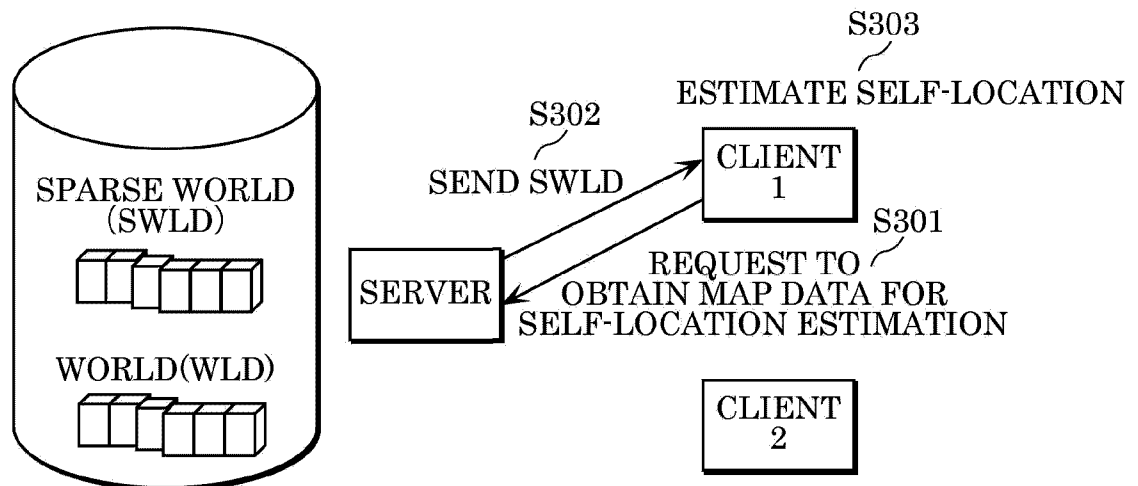 S303
ESTIMATE SELF-LOCATION
S302
SEND SWLD
CLIENT
1
SPARSE WORLD
(SWLD)
S301
REQUEST TO
OBTAIN MAP DATA FOR
SELF-LOCATION ESTIMATION
SERVER
WORLD(WLD)
CLIENT
2